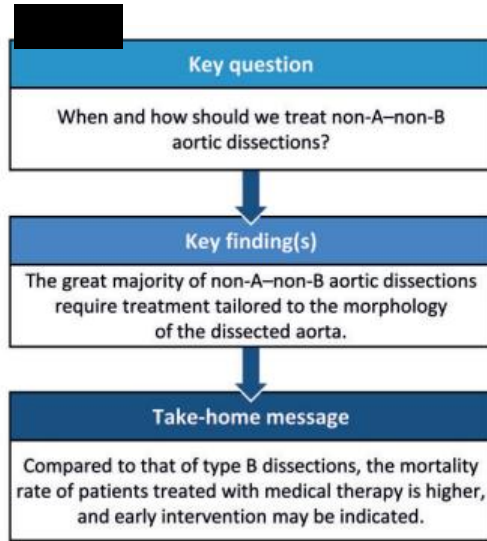 Key question
When and how should we treat non-A–non-B
aortic dissections?
Key finding(s)
The great majority of non-A–non-B aortic dissections
require treatment tailored to the morphology
of the dissected aorta.
Take-home message
Compared to that of type B dissections, the mortality
rate of patients treated with medical therapy is higher,
and early intervention may be indicated.